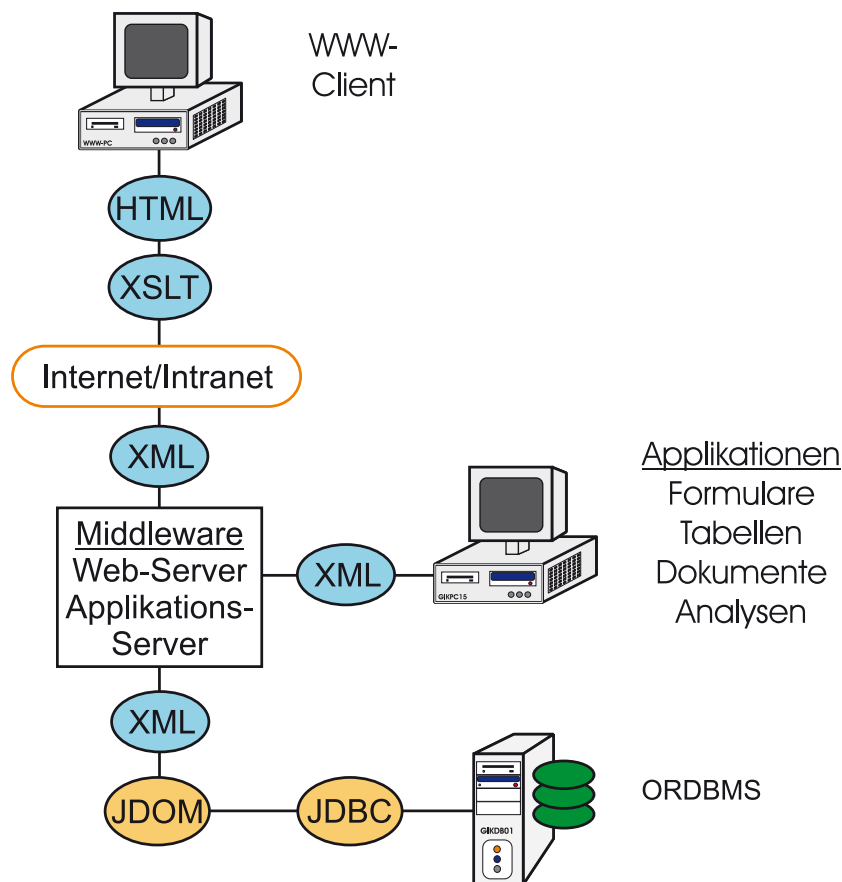 WWW-
Client
WWW-PC
HTML
XSLT
Internet/Intranet
XML
Middleware
Web-Server
Applikations-
Server
XML
GIKPC15
Applikationen
Formulare
Tabellen
Dokumente
Analysen
XML
JDOM
JDBC
GIKDB01
ORDBMS